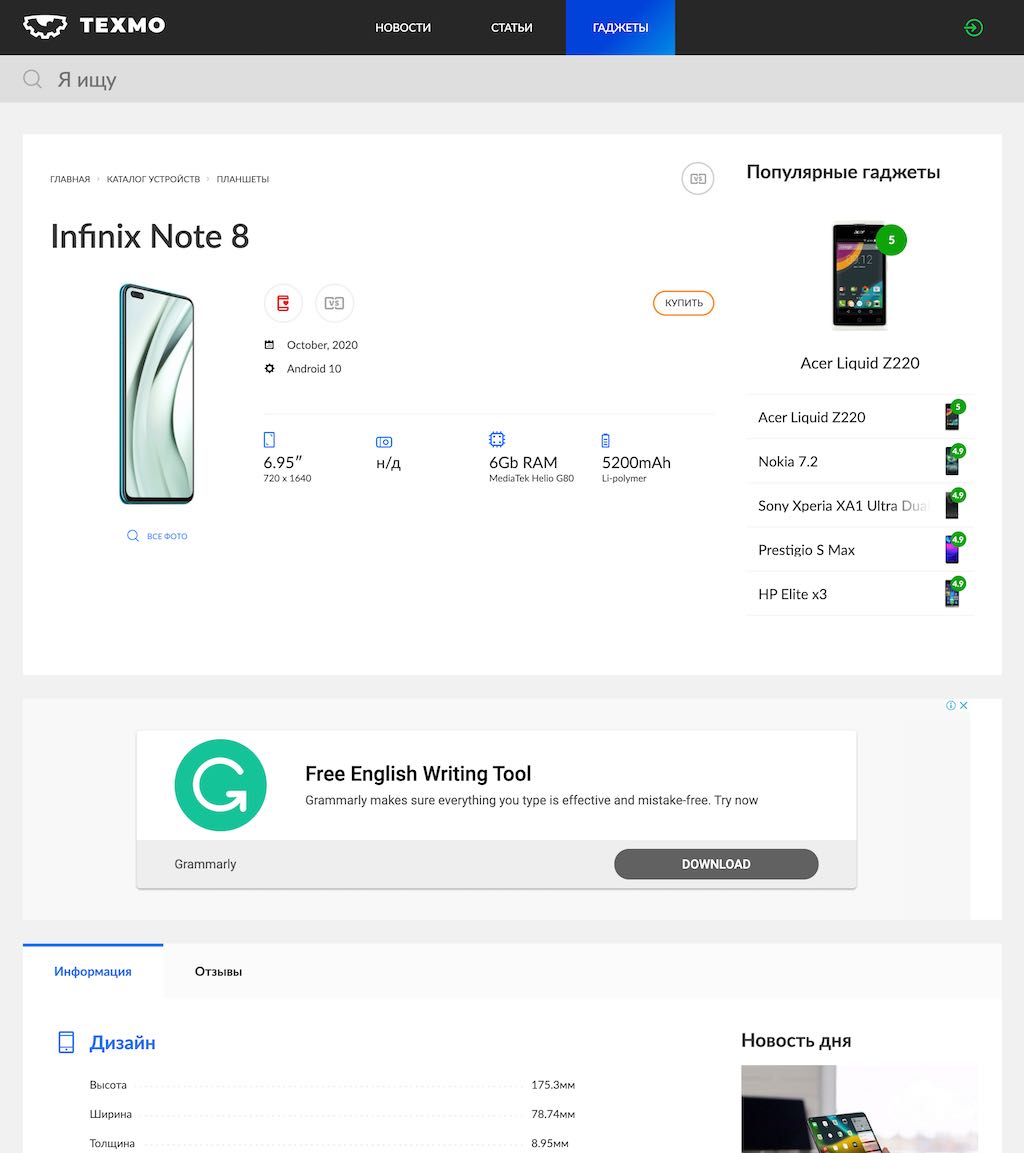 ТЕХМО
НОВОСТИ
СТАТЬИ
ГАДЖЕТЫ
Я ищу
ГЛАВНАЯ › КАТАЛОГ УСТРОЙСТВ › ПЛАНШЕТЫ
VS
Infinix Note 8
VS
КУПИТЬ
October, 2020
Android 10
6.95″
720 x 1640
н/д
6Gb RAM
MediaTek Helio G80
5200mAh
Li-polymer
ВСЕ ФОТО
Популярные гаджеты
5
Acer Liquid Z220
Acer Liquid Z220
5
Nokia 7.2
4.9
Sony Xperia XA1 Ultra Dua
4.9
Prestigio S Max
4.9
HP Elite x3
4.9
Free English Writing Tool
Grammarly makes sure everything you type is effective and mistake-free. Try now
Grammarly
DOWNLOAD
Информация
Отзывы
Дизайн
Высота 175.3мм
Ширина 78.74мм
Толщина 8.95мм
Новость дня